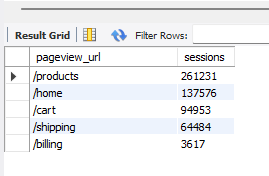 Result Grid Filter Rows:
pageview_url sessions
/products 261231
/home 137576
/cart 94953
/shipping 64484
/billing 3617